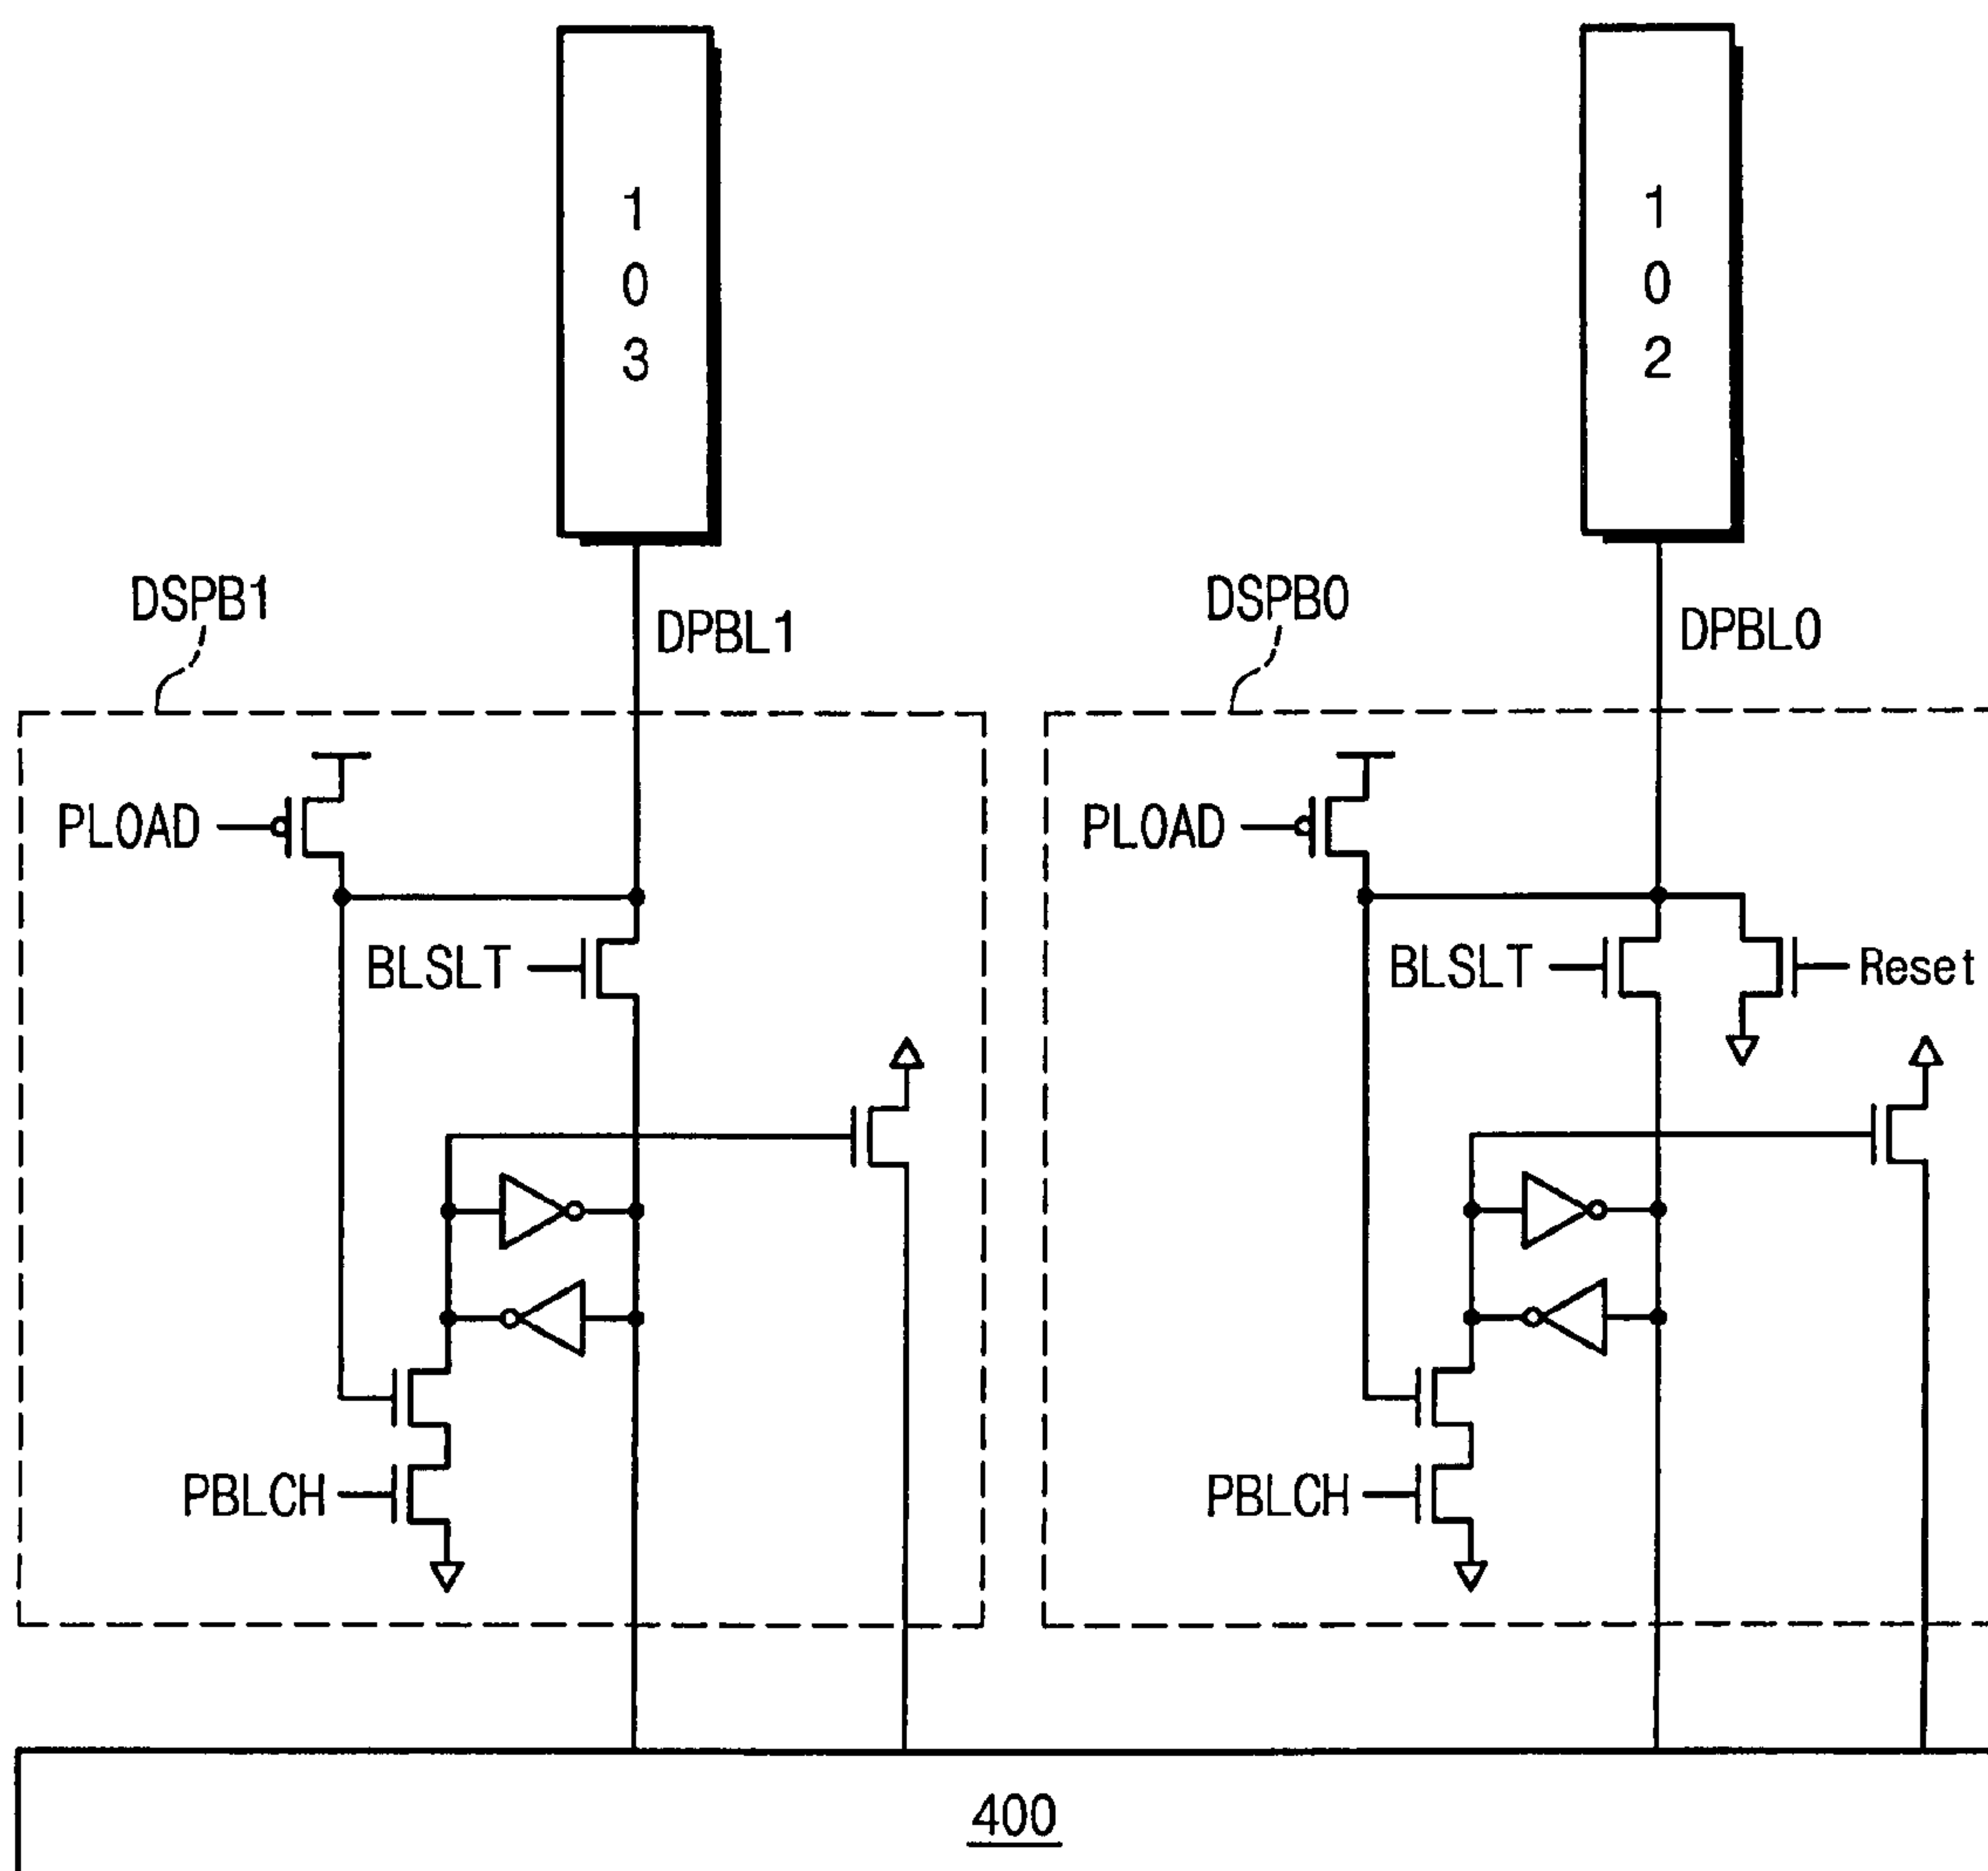 1
0
3
1
0
2
DSPB1
DPBL1
DSPB0
DPBL0
PLOAD
PLOAD
BLSLT
BLSLT
Reset
PBLCH
PBLCH
400